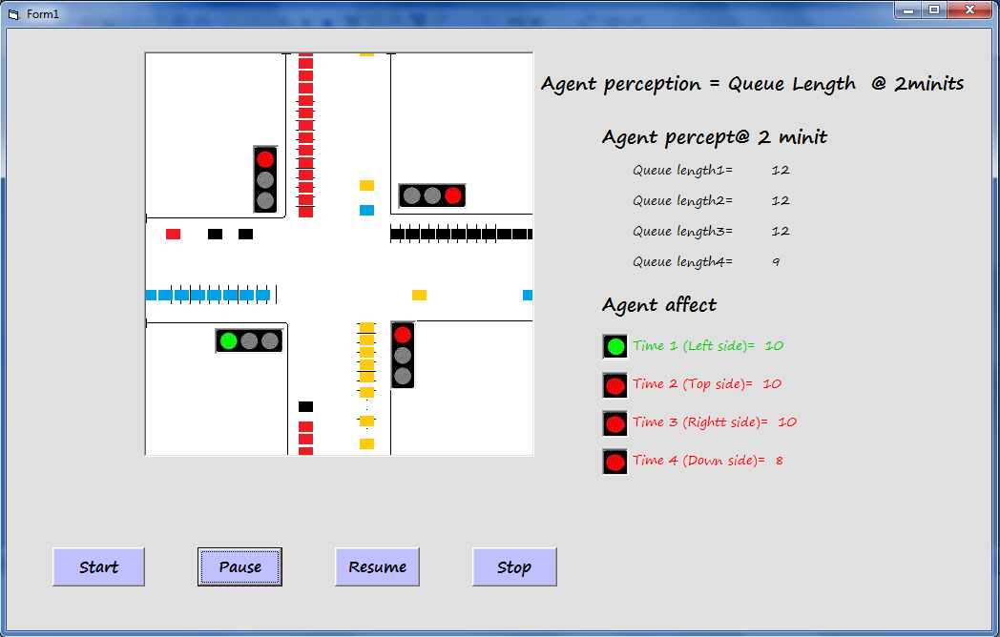 Form1
Agent perception = Queue Length @ 2minits
Agent percept@ 2 minit
Queue length1= 12
Queue length2= 12
Queue length3= 12
Queue length4= 9
Agent affect
Time 1 (Left side)= 10
Time 2 (Top side)= 10
Time 3 (Rightt side)= 10
Time 4 (Down side)= 8
Start Pause Resume Stop